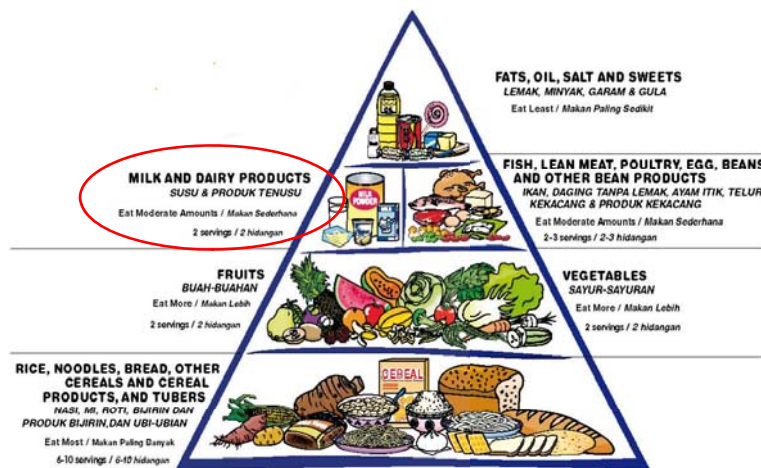 FATS, OIL, SALT AND SWEETS
LEMAK, MINYAK, GARAM & GULA
Eat Least / Makan Paling Sedikit
MILK AND DAIRY PRODUCTS
SUSU & PRODUK TENUSU
Eat Moderate Amounts / Makan Sederhana
2 servings / 2 hidangan
MILK
POWDER
FISH, LEAN MEAT, POULTRY, EGG, BEANS
AND OTHER BEAN PRODUCTS
IKAN, DAGING TANPA LEMAK, AYAM ITIK, TELUR
KEKACANG & PRODUK KEKACANG
Eat Moderate Amounts / Makan Sederhana
2-3 servings / 2-3 hidangan
FRUITS
BUAH-BUAHAN
Eat More / Makan Lebih
2 servings / 2 hidangan
VEGETABLES
SAYUR-SAYURAN
Eat More / Makan Lebih
2 servings / 2 hidangan
RICE, NOODLES, BREAD, OTHER
CEREALS AND CEREAL
PRODUCTS, AND TUBERS
NASI, MI, ROTI, BIJIRIN DAN
PRODUK BIJIRIN,DAN UBI-UBIAN
Eat Most / Makan Paling Banyak
6-10 servings / 6-10 hidangan
CEREAL